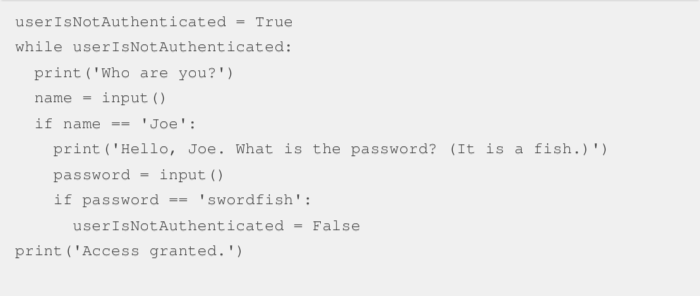 userIsNotAuthenticated = True
while userIsNotAuthenticated:
  print('Who are you?')
  name = input()
  if name == 'Joe':
    print('Hello, Joe. What is the password? (It is a fish.)')
    password = input()
    if password == 'swordfish':
      userIsNotAuthenticated = False
print('Access granted.')